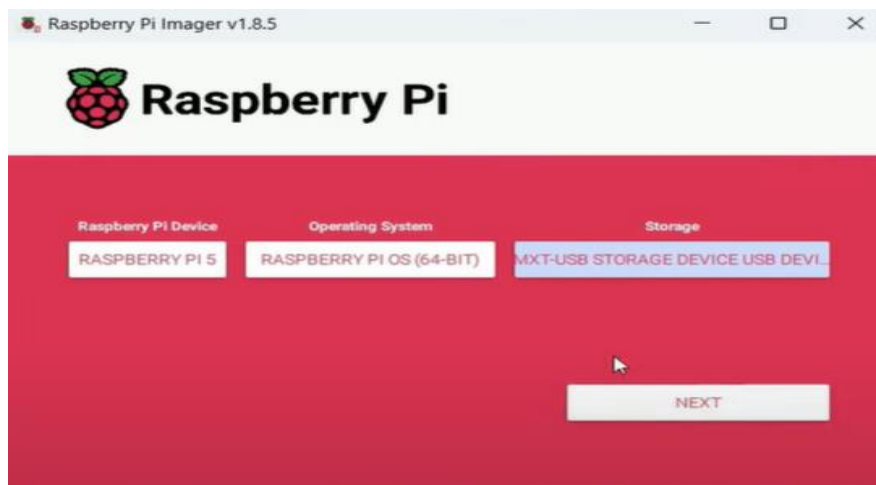 Raspberry Pi Imager v1.8.5
Raspberry Pi
Raspberry Pi Device Operating System Storage
RASPBERRY PI 5 RASPBERRY PI OS (64-BIT) MXT-USB STORAGE DEVICE USB DEVI...
NEXT